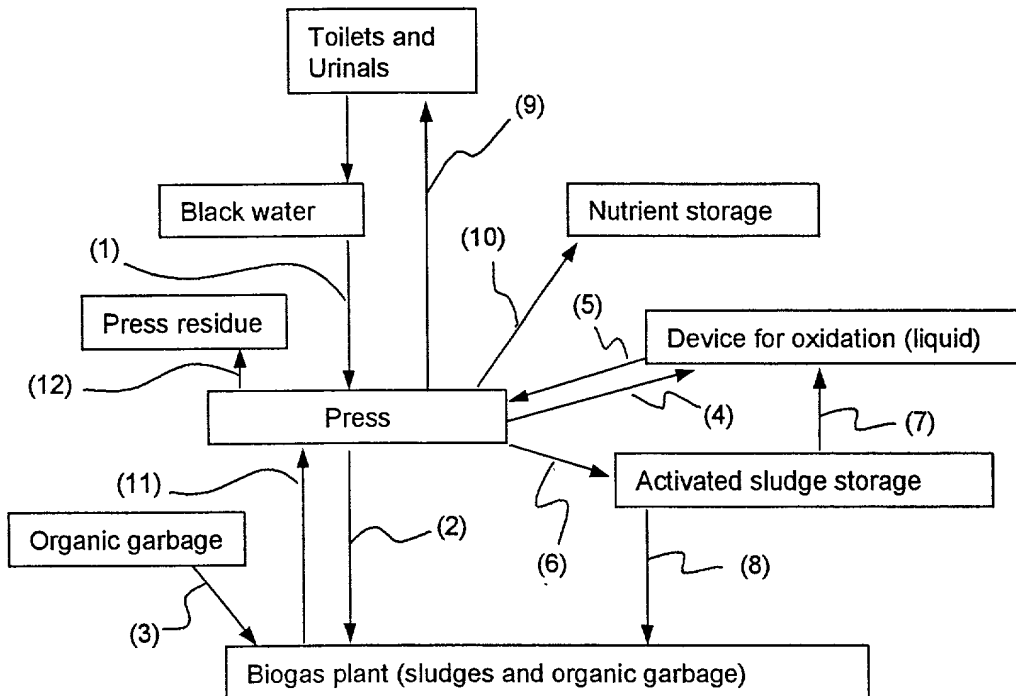 Toilets and
Urinals
(9)
Black water
Nutrient storage
(1)
(10)
Press residue
(5)
Device for oxidation (liquid)
(12)
Press
(4)
(7)
(11)
Activated sludge storage
Organic garbage
(2)
(6)
(8)
(3)
Biogas plant (sludges and organic garbage)